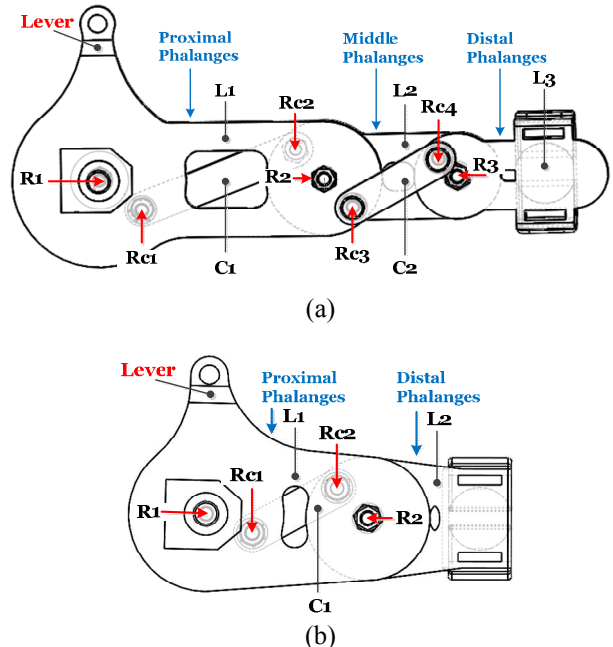 Lever
Proximal
Phalanges
Middle
Phalanges
Distal
Phalanges
L1
L2
L3
Rc2
Rc4
R1
R2
R3
Rc1
C1
Rc3
C2
(a)
Lever
Proximal
Phalanges
Distal
Phalanges
L1
L2
Rc2
Rc1
R1
R2
C1
(b)